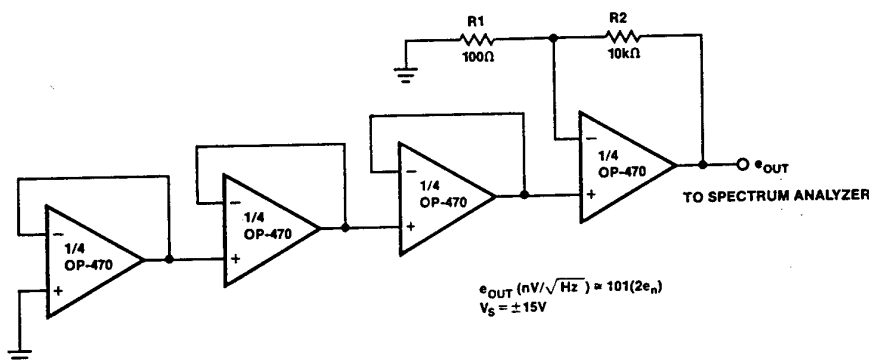 R1
100Ω
R2
10kΩ
−
+
1/4
OP-470
−
+
1/4
OP-470
−
+
1/4
OP-470
−
+
1/4
OP-470
eOUT
TO SPECTRUM ANALYZER
eOUT (nV/√Hz) ≅ 101(2en)
VS = ±15V